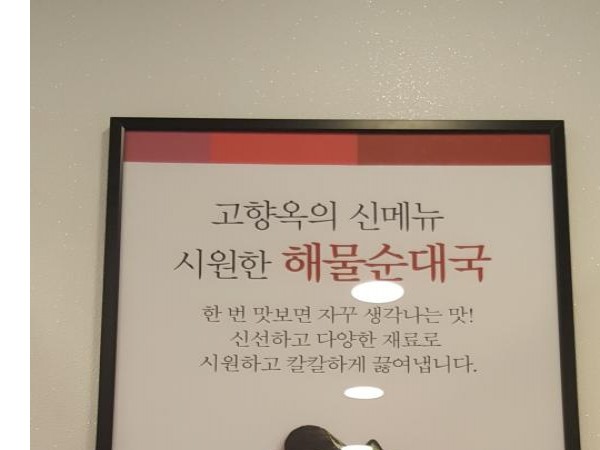 고향옥의 신메뉴
시원한 해물순대국
한 번 맛보면 자꾸 생각나는 맛!
신선하고 다양한 재료로
시원하고 칼칼하게 끓여냅니다.